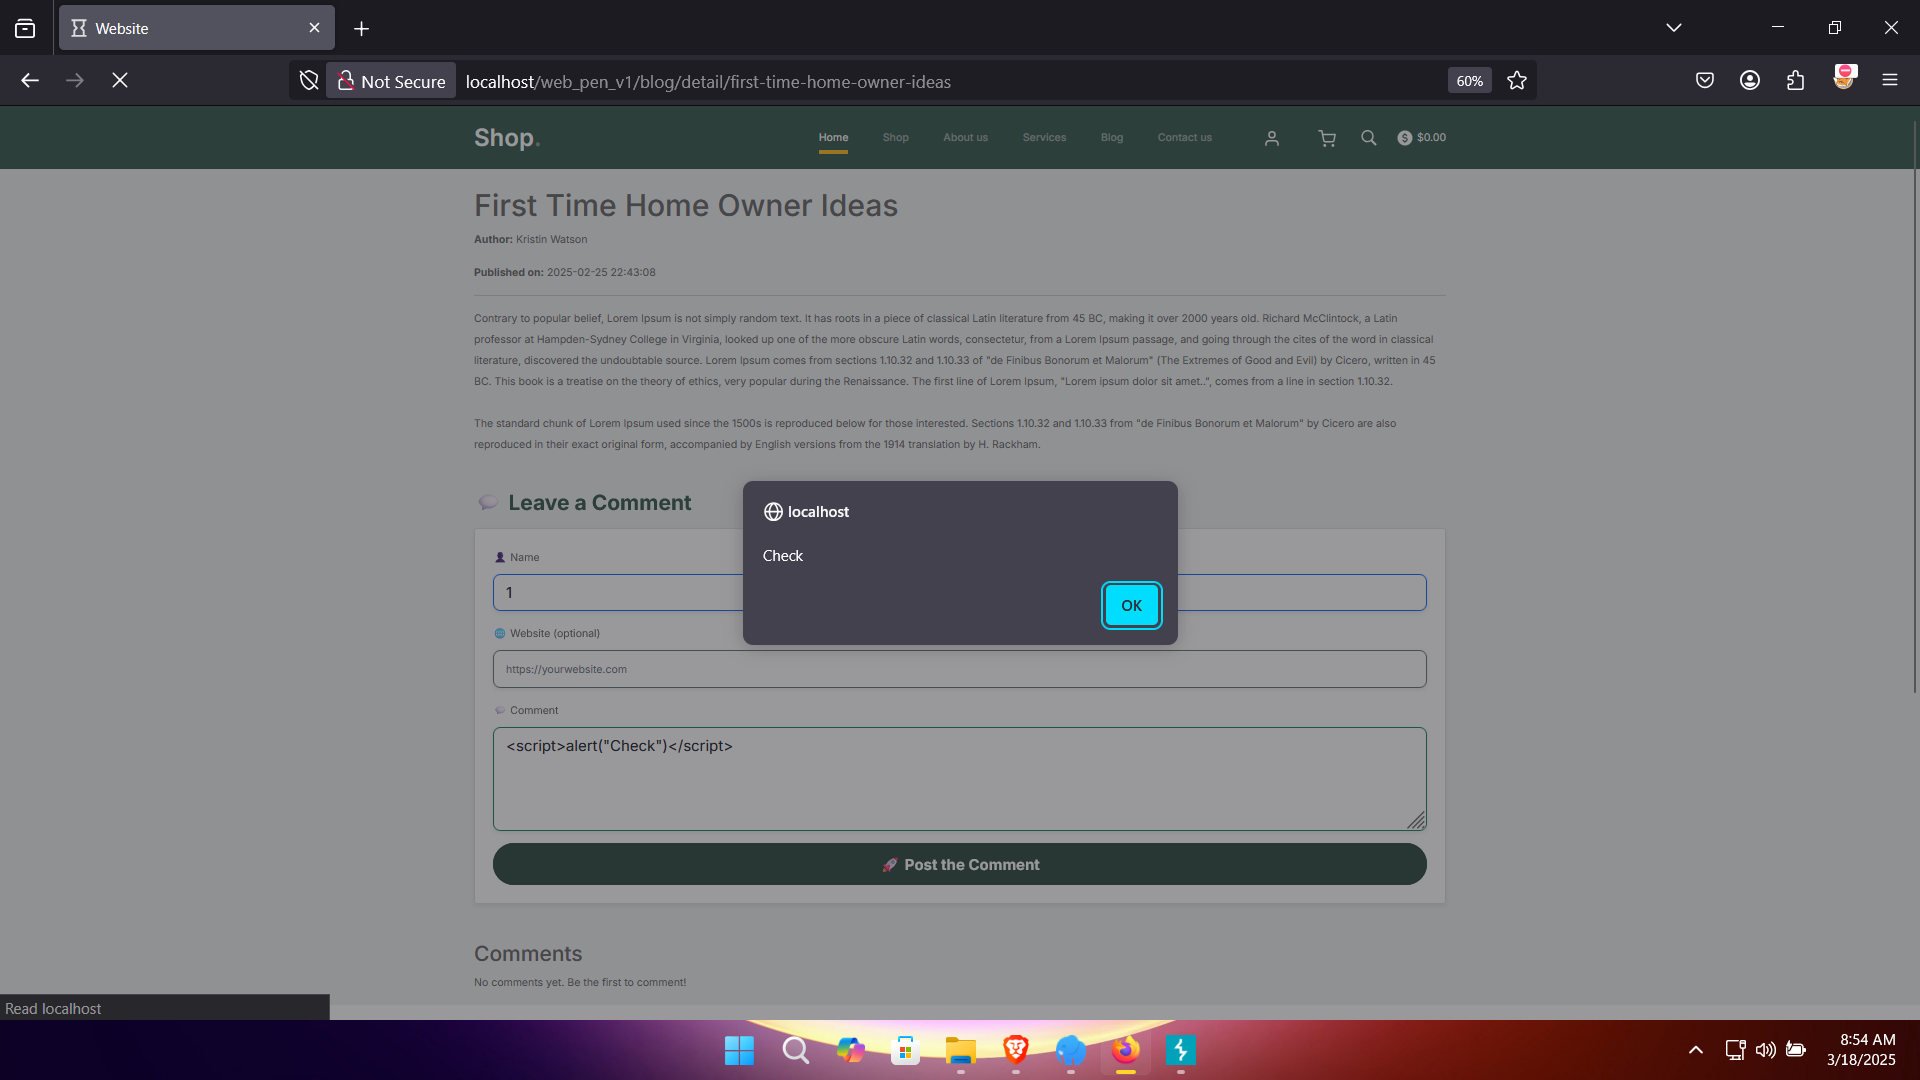 Website
Not Secure
localhost/web_pen_v1/blog/detail/first-time-home-owner-ideas
60%
Shop.
Home
Shop
About us
Services
Blog
Contact us
$0.00
First Time Home Owner Ideas
Author: Kristin Watson
Published on: 2025-02-25 22:43:08
Contrary to popular belief, Lorem Ipsum is not simply random text. It has roots in a piece of classical Latin literature from 45 BC, making it over 2000 years old. Richard McClintock, a Latin
professor at Hampden-Sydney College in Virginia, looked up one of the more obscure Latin words, consectetur, from a Lorem Ipsum passage, and going through the cites of the word in classical
literature, discovered the undoubtable source. Lorem Ipsum comes from sections 1.10.32 and 1.10.33 of "de Finibus Bonorum et Malorum" (The Extremes of Good and Evil) by Cicero, written in 45
BC. This book is a treatise on the theory of ethics, very popular during the Renaissance. The first line of Lorem Ipsum, "Lorem ipsum dolor sit amet..", comes from a line in section 1.10.32.
The standard chunk of Lorem Ipsum used since the 1500s is reproduced below for those interested. Sections 1.10.32 and 1.10.33 from "de Finibus Bonorum et Malorum" by Cicero are also
reproduced in their exact original form, accompanied by English versions from the 1914 translation by H. Rackham.
Leave a Comment
localhost
Check
OK
Name
1
Website (optional)
https://yourwebsite.com
Comment
<script>alert("Check")</script>
Post the Comment
Comments
No comments yet. Be the first to comment!
Read localhost
8:54 AM
3/18/2025